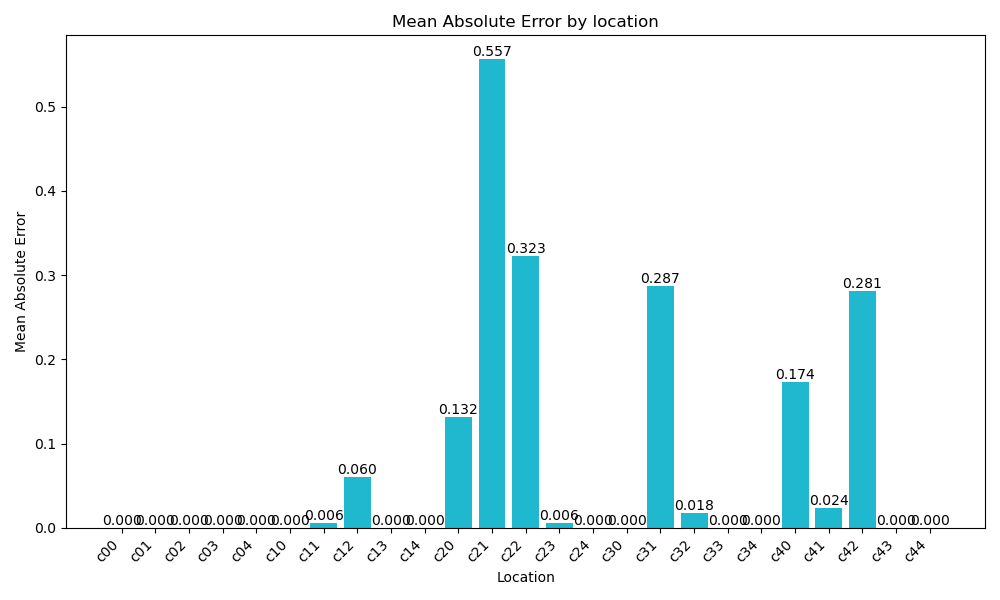 Mean Absolute Error by location
Mean Absolute Error
0.5
0.4
0.3
0.2
0.1
0.0
0.000
0.000
0.000
0.000
0.000
0.000
0.006
0.060
0.000
0.000
0.132
0.557
0.323
0.006
0.000
0.000
0.287
0.018
0.000
0.000
0.174
0.024
0.281
0.000
0.000
c00
c01
c02
c03
c04
c10
c11
c12
c13
c14
c20
c21
c22
c23
c24
c30
c31
c32
c33
c34
c40
c41
c42
c43
c44
Location